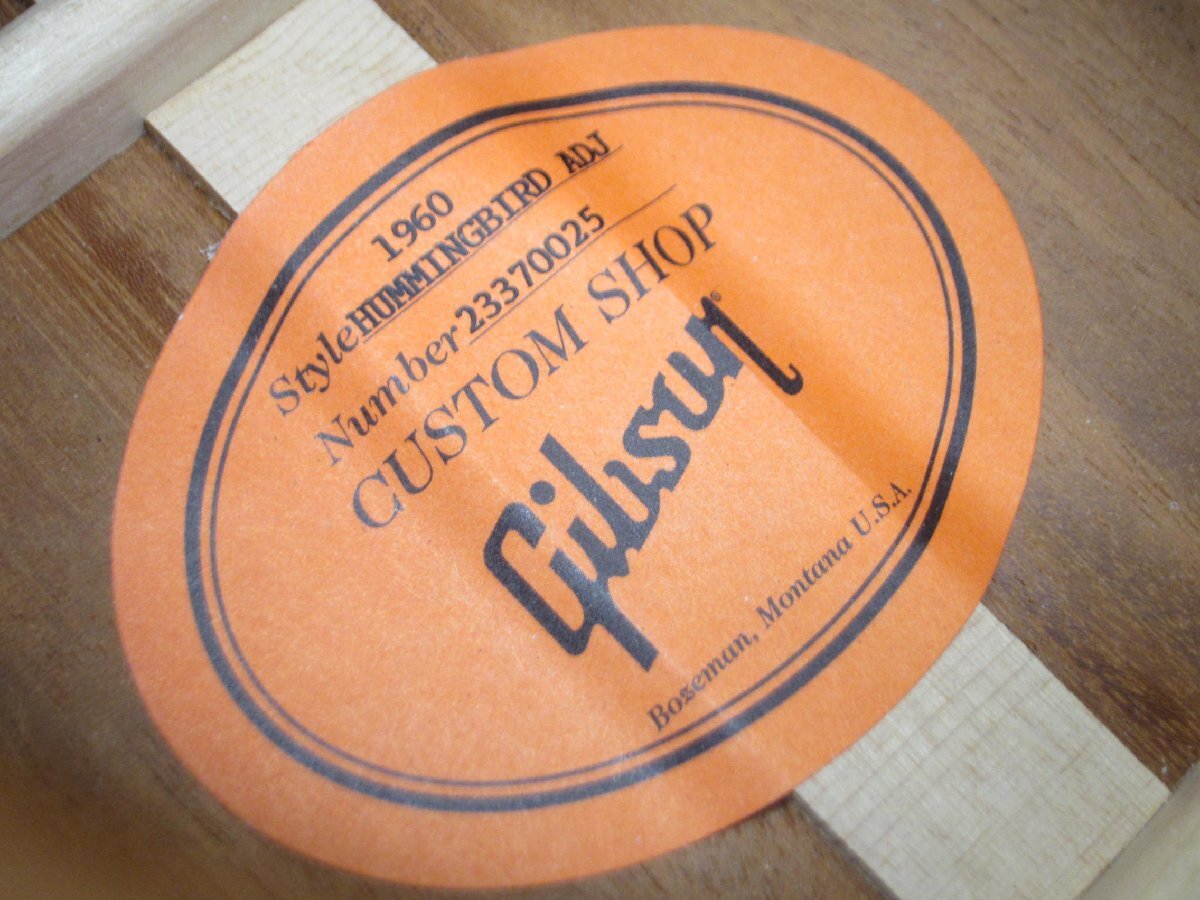 1960
Style HUMMINGBIRD ADJ
Number 23370025
CUSTOM SHOP
Gibson®
Bozeman, Montana U.S.A.